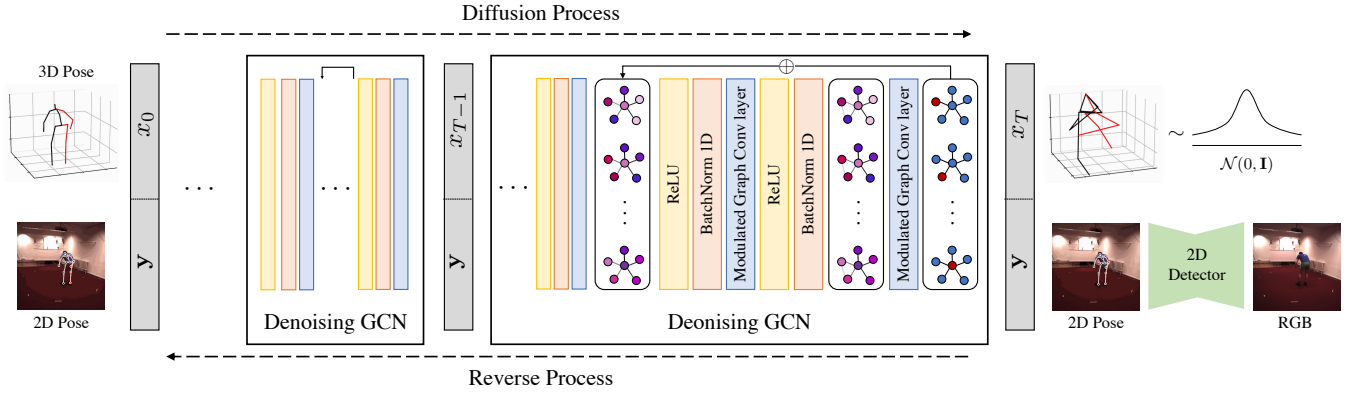 Diffusion Process
3D Pose
x_0
y
2D Pose
. . .
. . .
Denoising GCN
x_{T−1}
y
. . .
ReLU
BatchNorm 1D
Modulated Graph Conv layer
ReLU
BatchNorm 1D
Modulated Graph Conv layer
Deonising GCN
x_T
y
∼
𝒩(0, I)
2D Pose
2D
Detector
RGB
Reverse Process